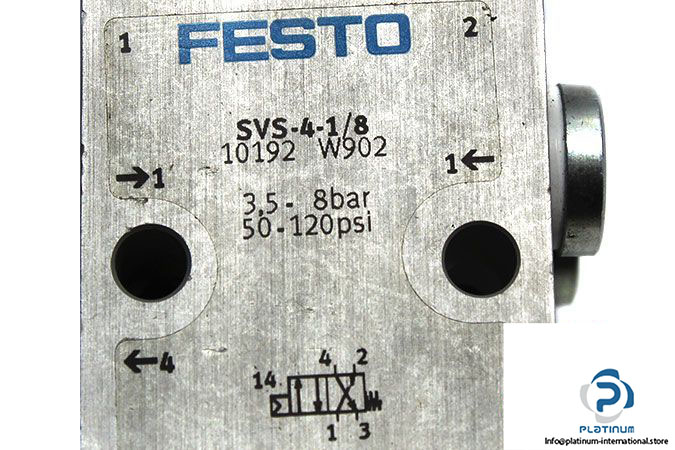 1 FESTO 2
SVS-4-1/8
10192 W902
→1 1←
3,5- 8bar
50-120psi
←4
4 2
14
1 3
PLATINUM
Info@platinum-international.store